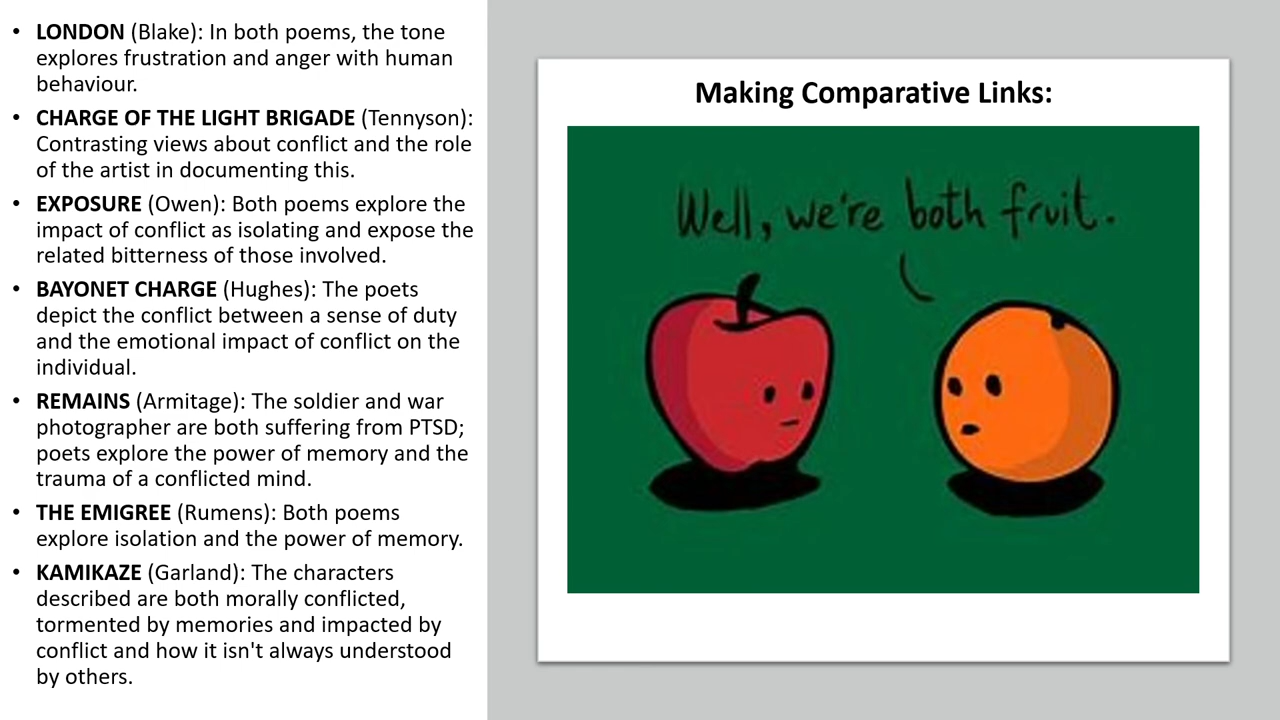 • LONDON (Blake): In both poems, the tone
explores frustration and anger with human
behaviour.
• CHARGE OF THE LIGHT BRIGADE (Tennyson):
Contrasting views about conflict and the role
of the artist in documenting this.
• EXPOSURE (Owen): Both poems explore the
impact of conflict as isolating and expose the
related bitterness of those involved.
• BAYONET CHARGE (Hughes): The poets
depict the conflict between a sense of duty
and the emotional impact of conflict on the
individual.
• REMAINS (Armitage): The soldier and war
photographer are both suffering from PTSD;
poets explore the power of memory and the
trauma of a conflicted mind.
• THE EMIGREE (Rumens): Both poems
explore isolation and the power of memory.
• KAMIKAZE (Garland): The characters
described are both morally conflicted,
tormented by memories and impacted by
conflict and how it isn't always understood
by others.
Making Comparative Links:
Well, we're both fruit.